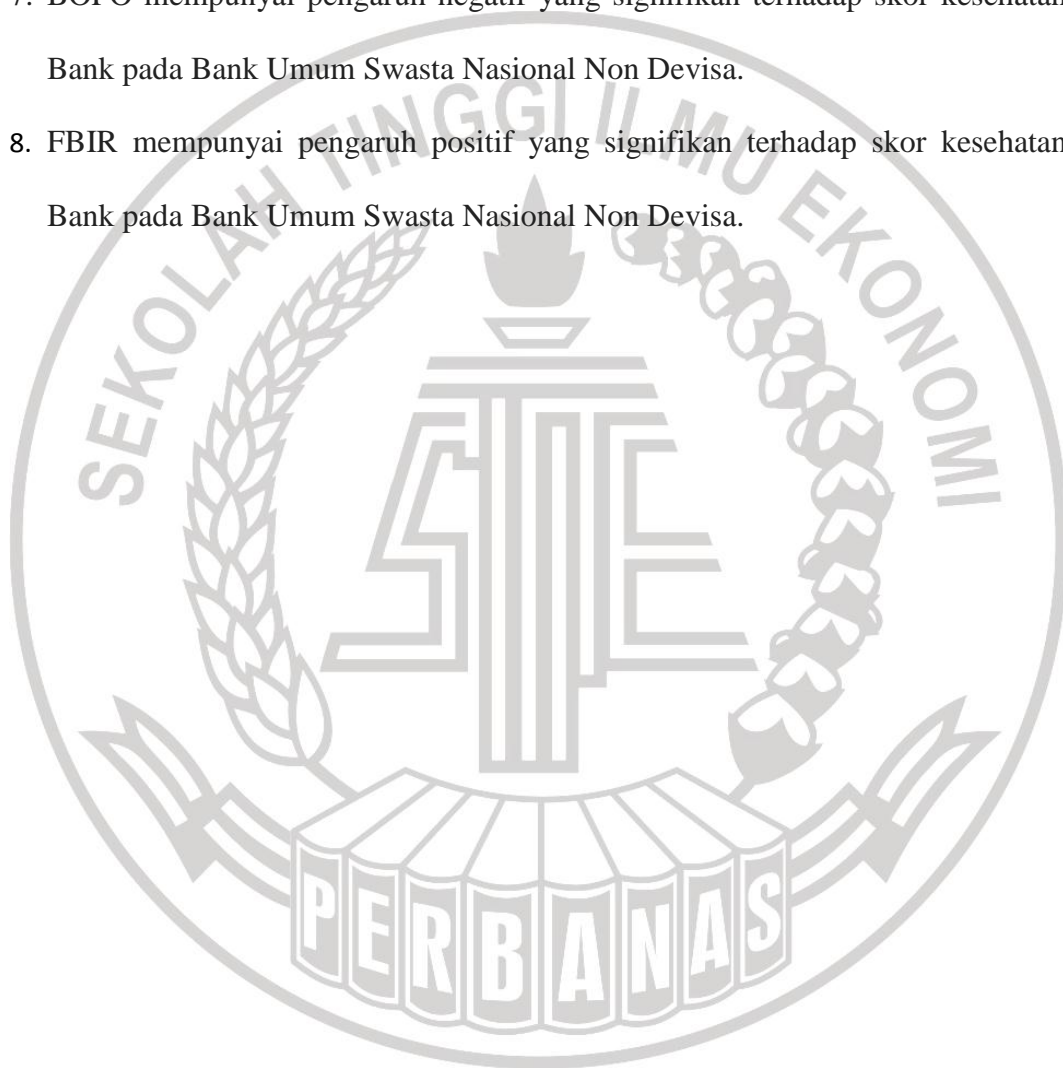 7. BOPO mempunyai pengaruh negatif yang signifikan terhadap skor kesehatan
Bank pada Bank Umum Swasta Nasional Non Devisa.
8. FBIR mempunyai pengaruh positif yang signifikan terhadap skor kesehatan
Bank pada Bank Umum Swasta Nasional Non Devisa.
SEKOLAH TINGGI ILMU EKONOMI
STIE
PERBANAS